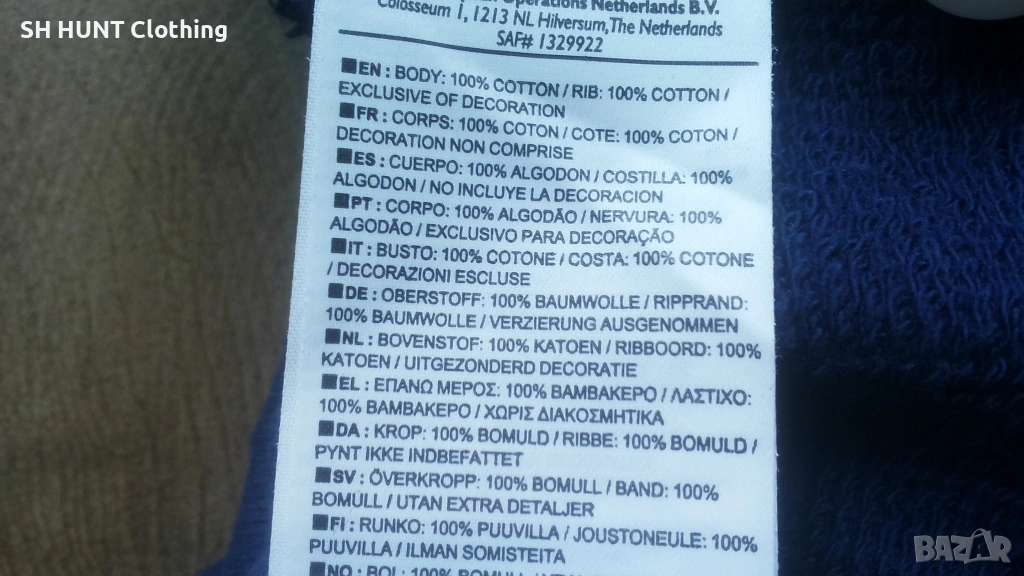 SH HUNT Clothing
Operations Netherlands B.V.
Colosseum 1, 1213 NL Hilversum, The Netherlands
SAF# 1329922
EN : BODY: 100% COTTON / RIB: 100% COTTON /
EXCLUSIVE OF DECORATION
FR : CORPS: 100% COTON / COTE: 100% COTON /
DECORATION NON COMPRISE
ES : CUERPO: 100% ALGODON / COSTILLA: 100%
ALGODON / NO INCLUYE LA DECORACION
PT : CORPO: 100% ALGODÃO / NERVURA: 100%
ALGODÃO / EXCLUSIVO PARA DECORAÇÃO
IT : BUSTO: 100% COTONE / COSTA: 100% COTONE
/ DECORAZIONI ESCLUSE
DE : OBERSTOFF: 100% BAUMWOLLE / RIPPRAND:
100% BAUMWOLLE / VERZIERUNG AUSGENOMMEN
NL : BOVENSTOF: 100% KATOEN / RIBBOORD: 100%
KATOEN / UITGEZONDERD DECORATIE
EL : ΕΠΑΝΩ ΜΕΡΟΣ: 100% ΒΑΜΒΑΚΕΡΟ / ΛΑΣΤΙΧΟ:
100% ΒΑΜΒΑΚΕΡΟ / ΧΩΡΙΣ ΔΙΑΚΟΣΜΗΤΙΚΑ
DA : KROP: 100% BOMULD / RIBBE: 100% BOMULD /
PYNT IKKE INDBEFATTET
SV : ÖVERKROPP: 100% BOMULL / BAND: 100%
BOMULL / UTAN EXTRA DETALJER
FI : RUNKO: 100% PUUVILLA / JOUSTONEULE: 100%
PUUVILLA / ILMAN SOMISTEITA
NO : BOL: 100% BOMULL /
BAZAR